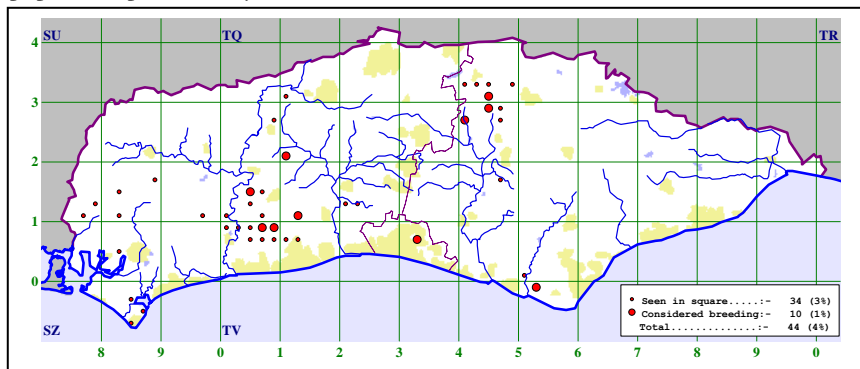 SU TQ TR
4
3
2
1
0
Seen in square.....:- 34 (3%)
Considered breeding:- 10 (1%)
Total..............:- 44 (4%)
SZ TV
8 9 0 1 2 3 4 5 6 7 8 9 0